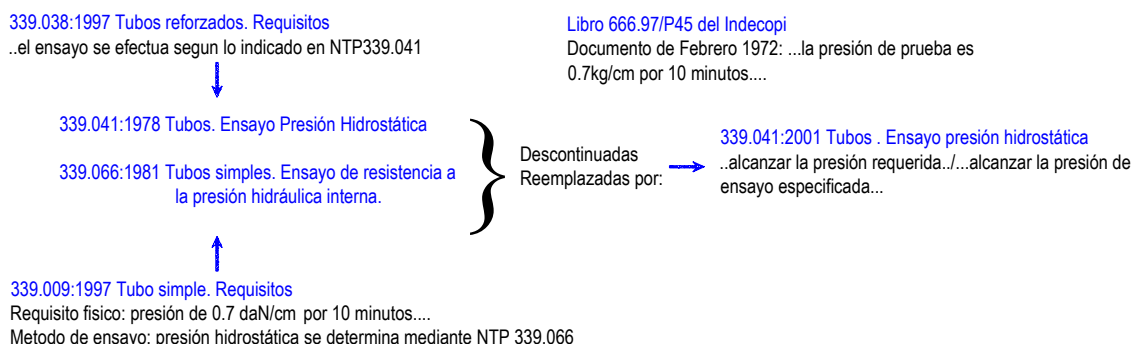 339.038:1997 Tubos reforzados. Requisitos
..el ensayo se efectua segun lo indicado en NTP339.041
Libro 666.97/P45 del Indecopi
Documento de Febrero 1972: ...la presión de prueba es
0.7kg/cm por 10 minutos....
339.041:1978 Tubos. Ensayo Presión Hidrostática
339.066:1981 Tubos simples. Ensayo de resistencia a
la presión hidráulica interna.
Descontinuadas
Reemplazadas por:
339.041:2001 Tubos . Ensayo presión hidrostática
..alcanzar la presión requerida../...alcanzar la presión de
ensayo especificada...
339.009:1997 Tubo simple. Requisitos
Requisito fisico: presión de 0.7 daN/cm por 10 minutos....
Metodo de ensayo: presión hidrostática se determina mediante NTP 339.066